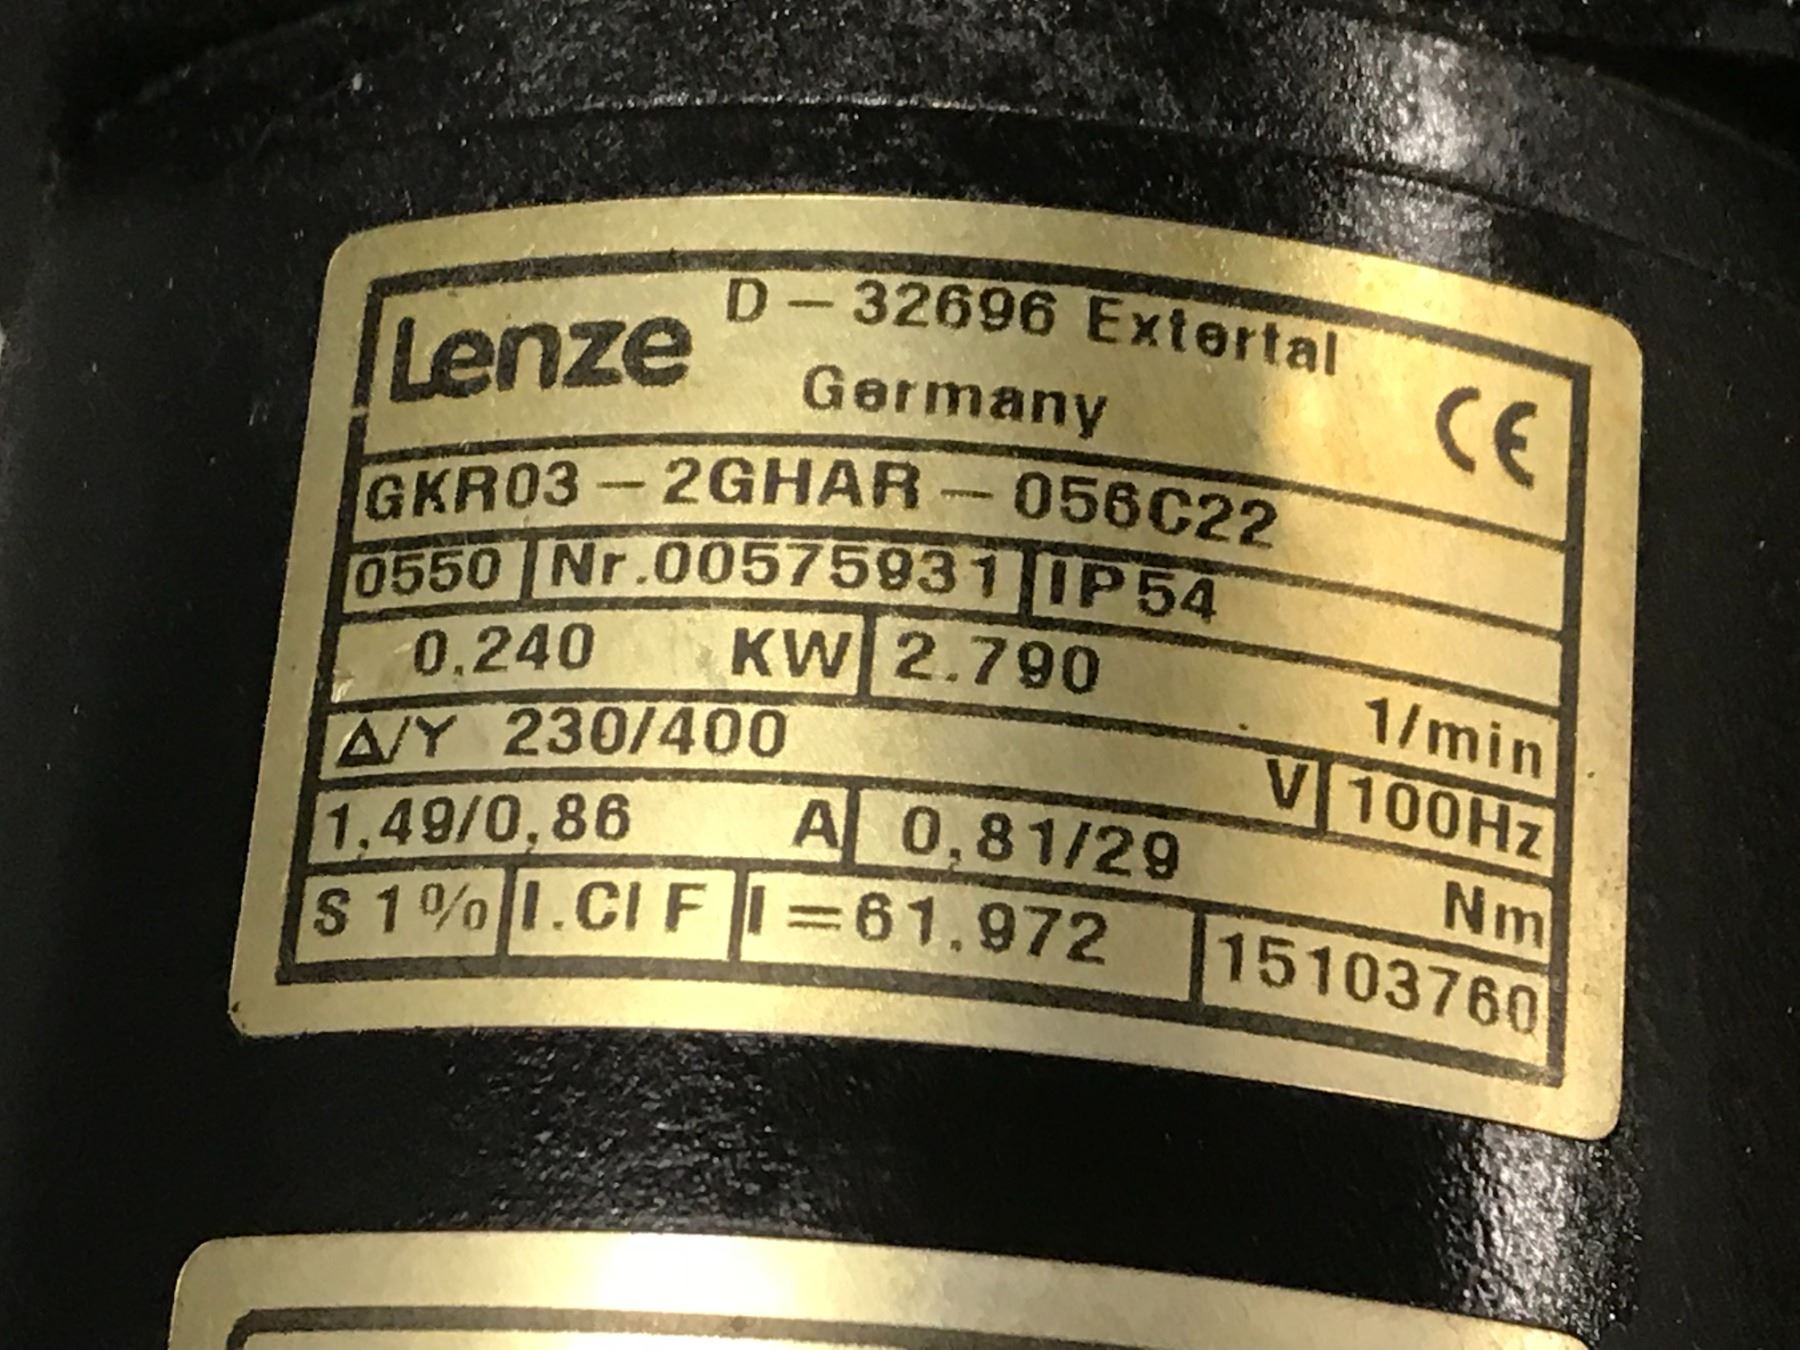 Lenze D – 32696 Extertal
Germany CE
GKR03 – 2GHAR – 056C22
0550 Nr.00575931 IP54
0,240 KW 2.790 1/min
Δ/Y 230/400 V 100Hz
1,49/0,86 A 0,81/29 Nm
S 1% I.Cl F I=61.972 15103760